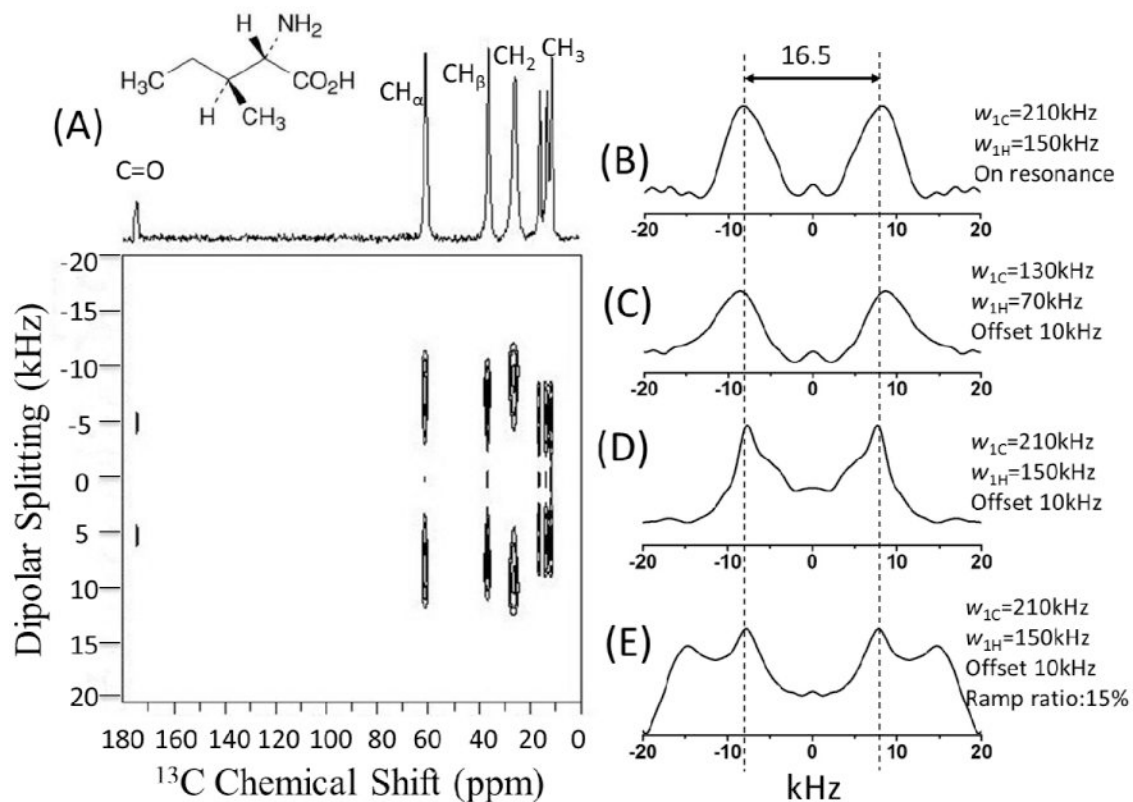 H NH2
H3C CO2H
H CH3
(A)
C=O
CHα
CHβ
CH2
CH3
-20
-15
-10
-5
0
5
10
15
20
Dipolar Splitting (kHz)
180 160 140 120 100 80 60 40 20 0
13C Chemical Shift (ppm)
16.5
(B)
w1C=210kHz
w1H=150kHz
On resonance
-20 -10 0 10 20
(C)
w1C=130kHz
w1H=70kHz
Offset 10kHz
-20 -10 0 10 20
(D)
w1C=210kHz
w1H=150kHz
Offset 10kHz
-20 -10 0 10 20
(E)
w1C=210kHz
w1H=150kHz
Offset 10kHz
Ramp ratio:15%
-20 -10 0 10 20
kHz